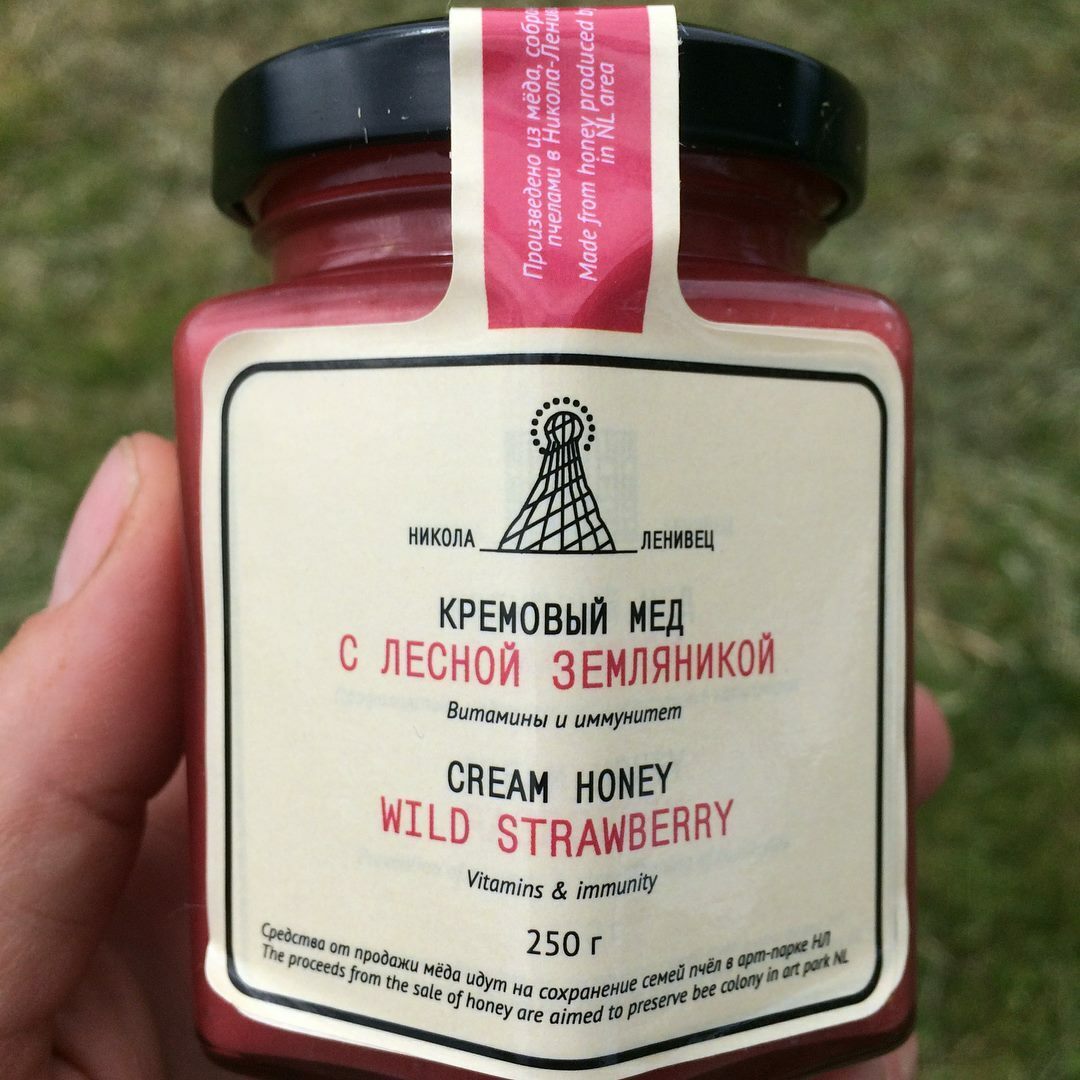 Произведено из мёда,
пчелами в Никола-
Made from honey produced
in NL area
НИКОЛА ЛЕНИВЕЦ
КРЕМОВЫЙ МЕД
С ЛЕСНОЙ ЗЕМЛЯНИКОЙ
Витамины и иммунитет
CREAM HONEY
WILD STRAWBERRY
Vitamins & immunity
250 г
Средства от продажи мёда идут на сохранение семей пчёл в арт-парке НЛ
The proceeds from the sale of honey are aimed to preserve bee colony in art park NL